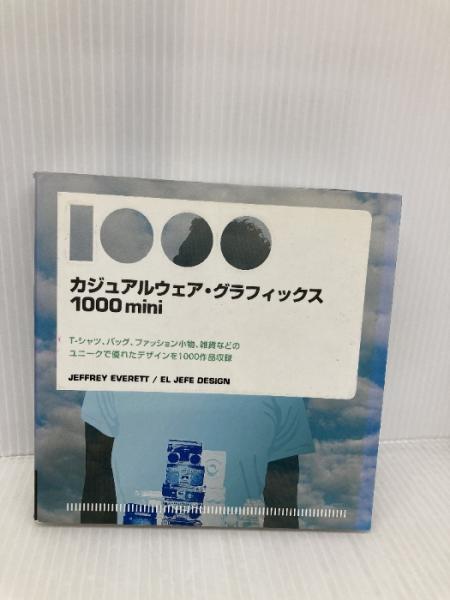 1000
カジュアルウェア・グラフィックス
1000 mini
T-シャツ、バッグ、ファッション小物、雑貨などの
ユニークで優れたデザインを1000作品収録
JEFFREY EVERETT / EL JEFE DESIGN